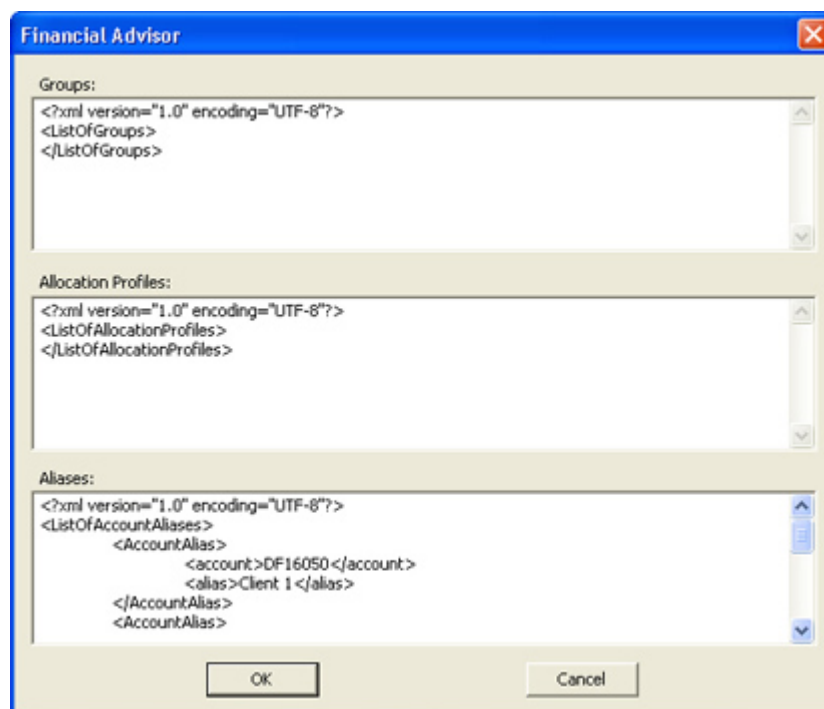 Financial Advisor
Groups:
<?xml version="1.0" encoding="UTF-8"?>
<ListOfGroups>
</ListOfGroups>
Allocation Profiles:
<?xml version="1.0" encoding="UTF-8"?>
<ListOfAllocationProfiles>
</ListOfAllocationProfiles>
Aliases:
<?xml version="1.0" encoding="UTF-8"?>
<ListOfAccountAliases>
<AccountAlias>
<account>DF16050</account>
<alias>Client 1</alias>
</AccountAlias>
<AccountAlias>
OK Cancel